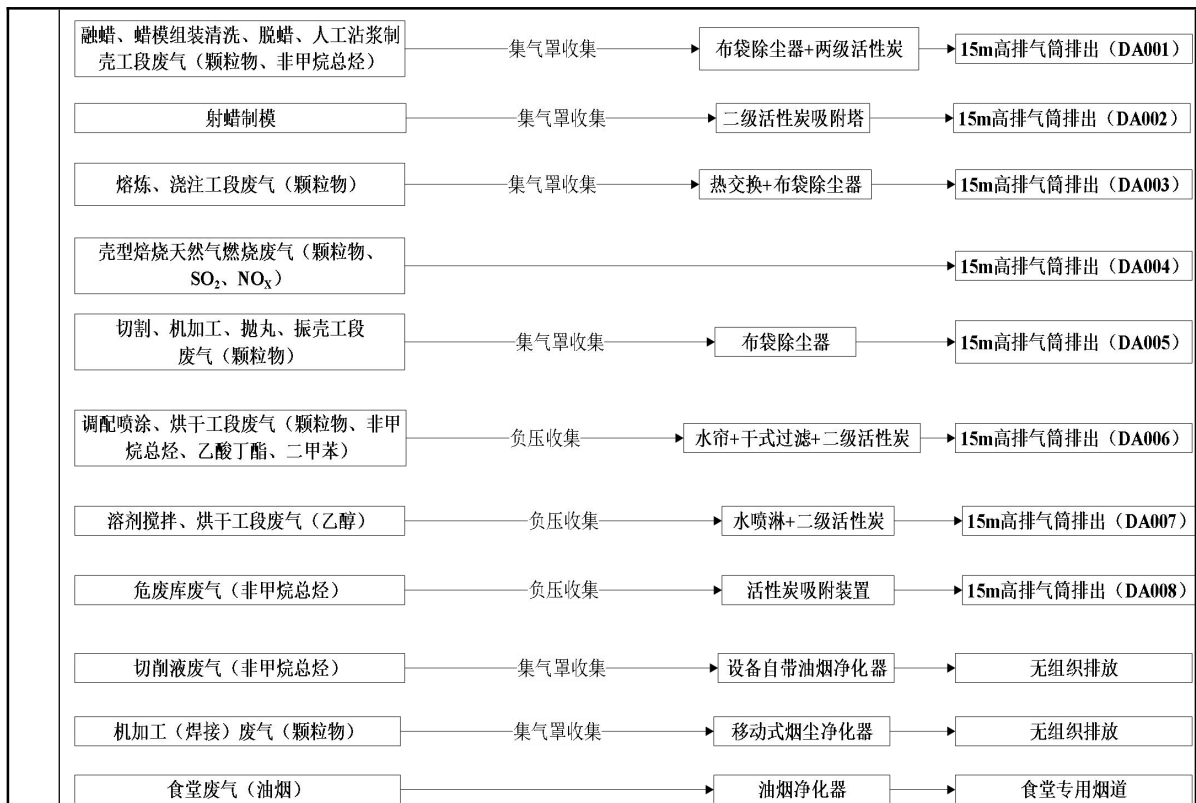 融蜡、蜡模组装清洗、脱蜡、人工沾浆制
壳工段废气（颗粒物、非甲烷总烃）
集气罩收集
布袋除尘器+两级活性炭
15m高排气筒排出（DA001）
射蜡制模
集气罩收集
二级活性炭吸附塔
15m高排气筒排出（DA002）
熔炼、浇注工段废气（颗粒物）
集气罩收集
热交换+布袋除尘器
15m高排气筒排出（DA003）
壳型焙烧天然气燃烧废气（颗粒物、
SO₂、NOₓ）
15m高排气筒排出（DA004）
切割、机加工、抛丸、振壳工段
废气（颗粒物）
集气罩收集
布袋除尘器
15m高排气筒排出（DA005）
调配喷涂、烘干工段废气（颗粒物、非甲
烷总烃、乙酸丁酯、二甲苯）
负压收集
水帘+干式过滤+二级活性炭
15m高排气筒排出（DA006）
溶剂搅拌、烘干工段废气（乙醇）
负压收集
水喷淋+二级活性炭
15m高排气筒排出（DA007）
危废库废气（非甲烷总烃）
负压收集
活性炭吸附装置
15m高排气筒排出（DA008）
切削液废气（非甲烷总烃）
集气罩收集
设备自带油烟净化器
无组织排放
机加工（焊接）废气（颗粒物）
集气罩收集
移动式烟尘净化器
无组织排放
食堂废气（油烟）
油烟净化器
食堂专用烟道